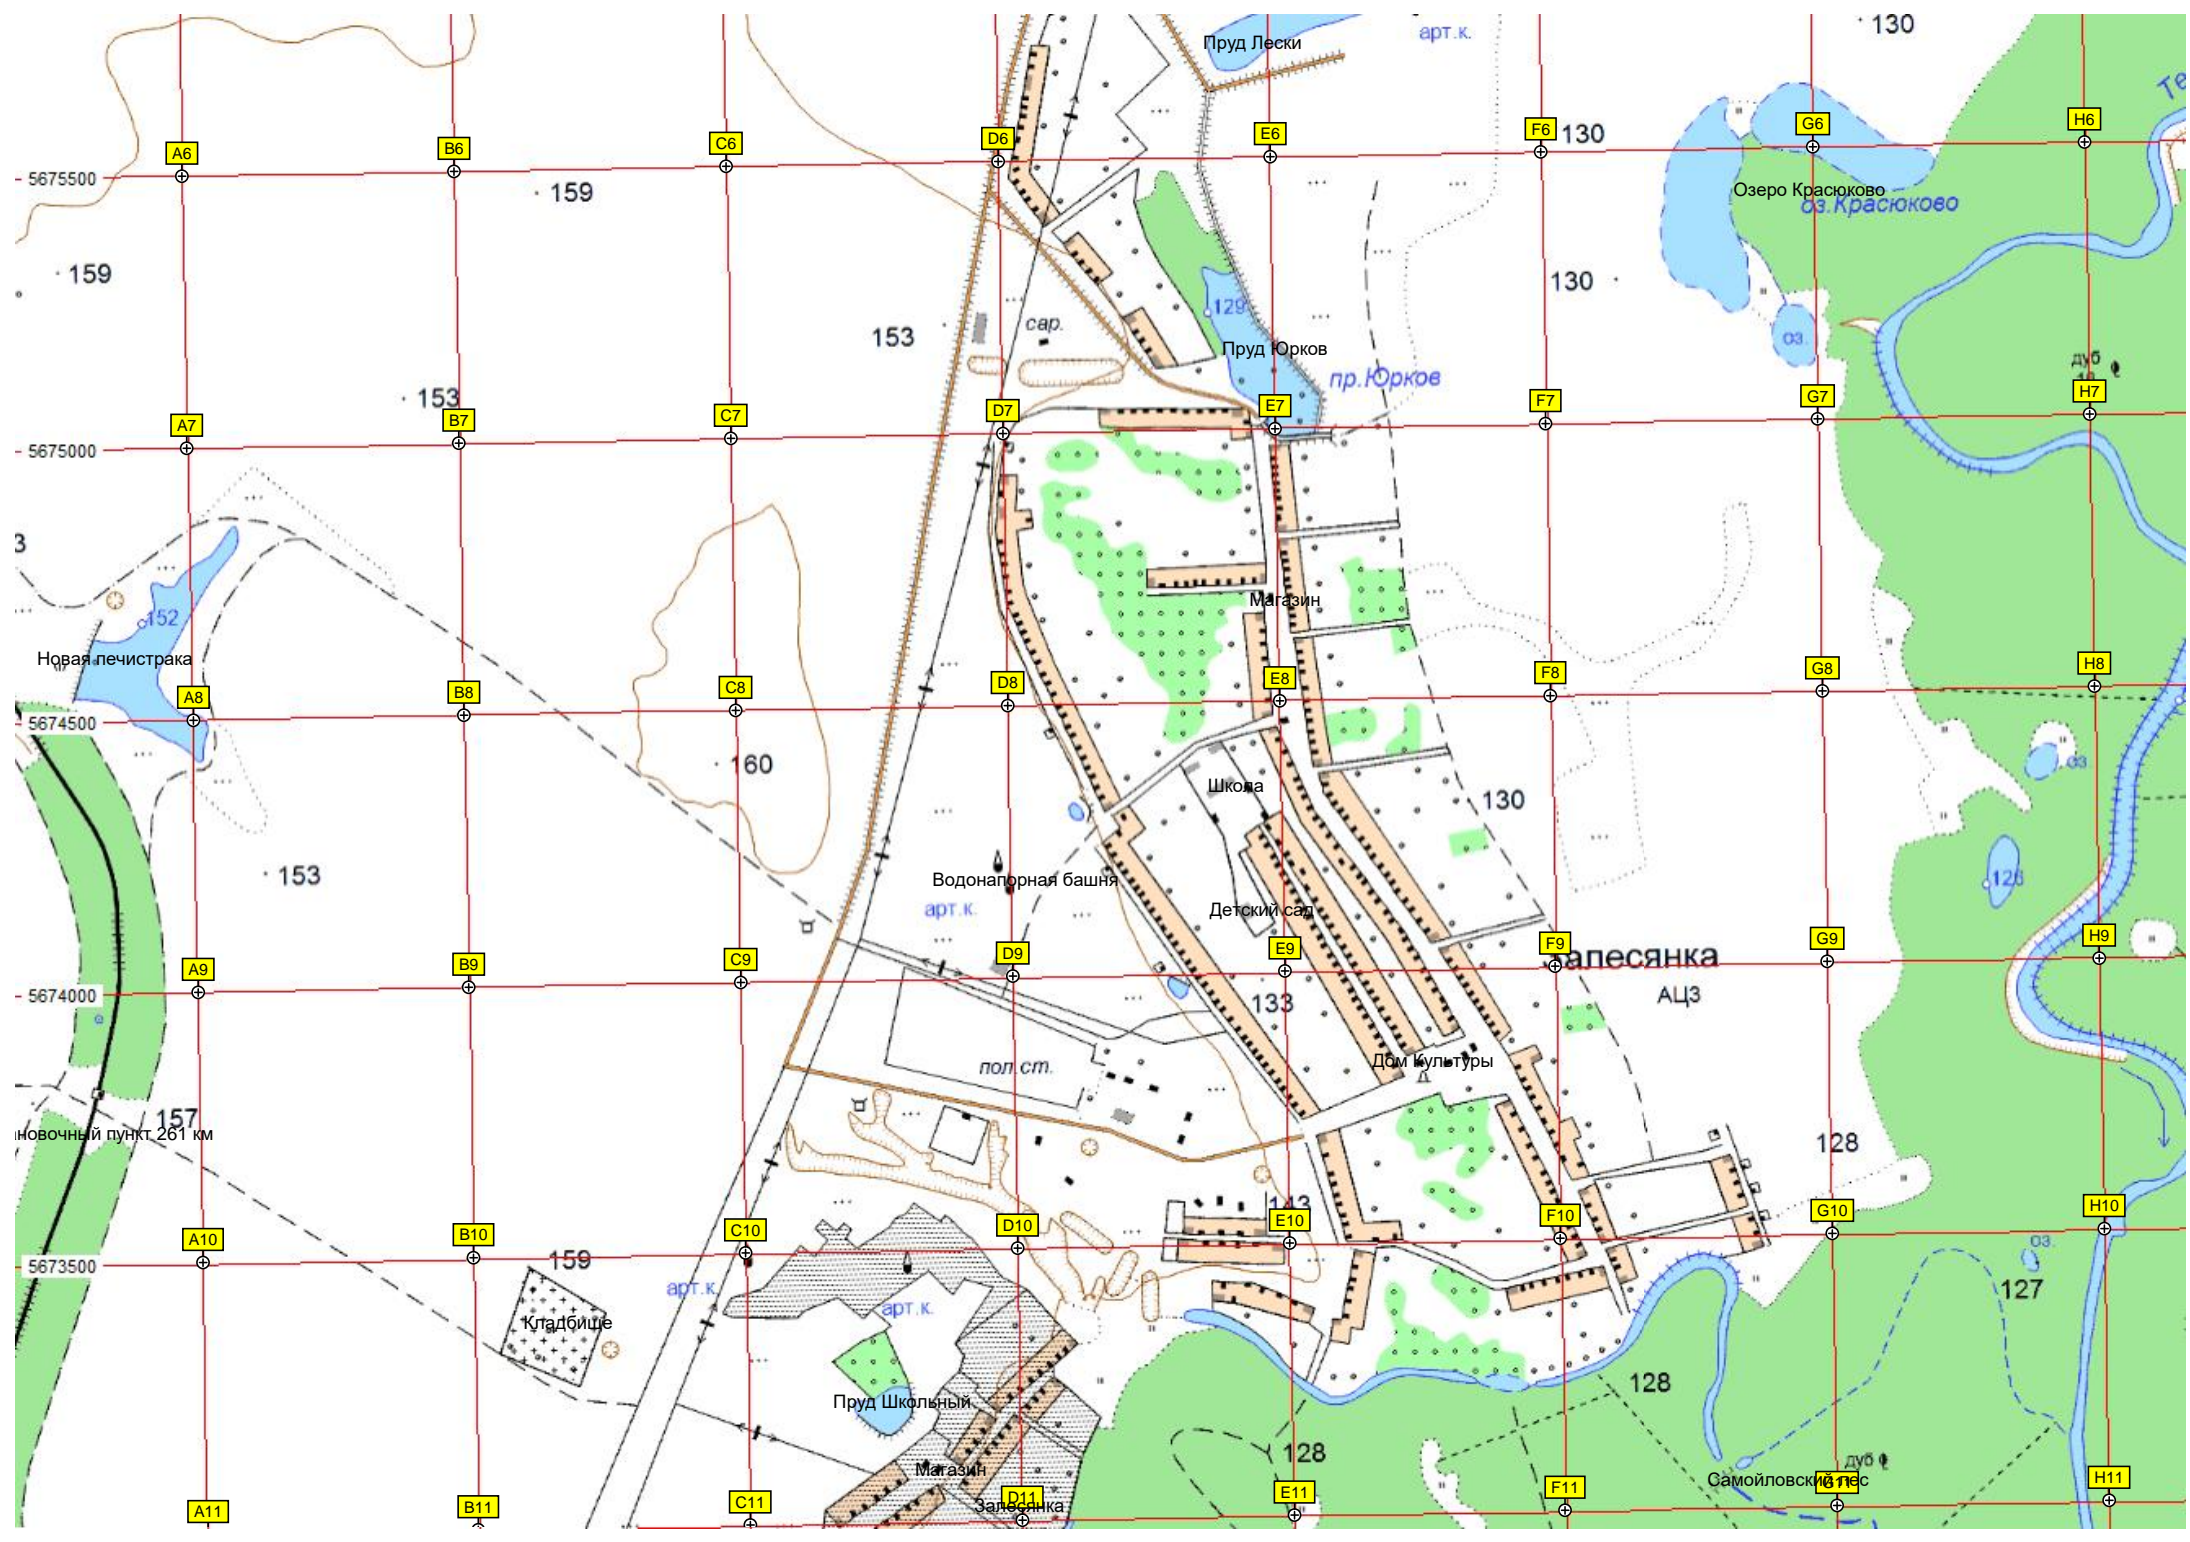 130
Пруд Лески
арт.к.
A6
B6
C6
D6
E6
F6
130
G6
H6
5675500
159
Озеро Красюково
оз.Красюково
159
130
129
153
сар.
Пруд Юрков
оз.
пр.Юрков
дуб
153
A7
B7
C7
D7
E7
F7
G7
H7
5675000
3
152
Магазин
Новая лечистрака
A8
B8
C8
D8
E8
F8
G8
H8
5674500
160
оз
Школа
130
153
Водонапорная башня
126
арт.к.
Детский сад
A9
B9
C9
D9
E9
F9
G9
H9
апесянка
5674000
133
АЦЗ
пол.ст.
Дом Культуры
157
новочный пункт 261 км
128
143
A10
B10
C10
D10
E10
F10
G10
H10
5673500
159
оз.
арт.к.
127
арт.к.
Кладбище
128
Пруд Школьный
128
дуб
Магазин
Самойловский лес
A11
B11
C11
D11
E11
F11
G11
H11
Залесянка